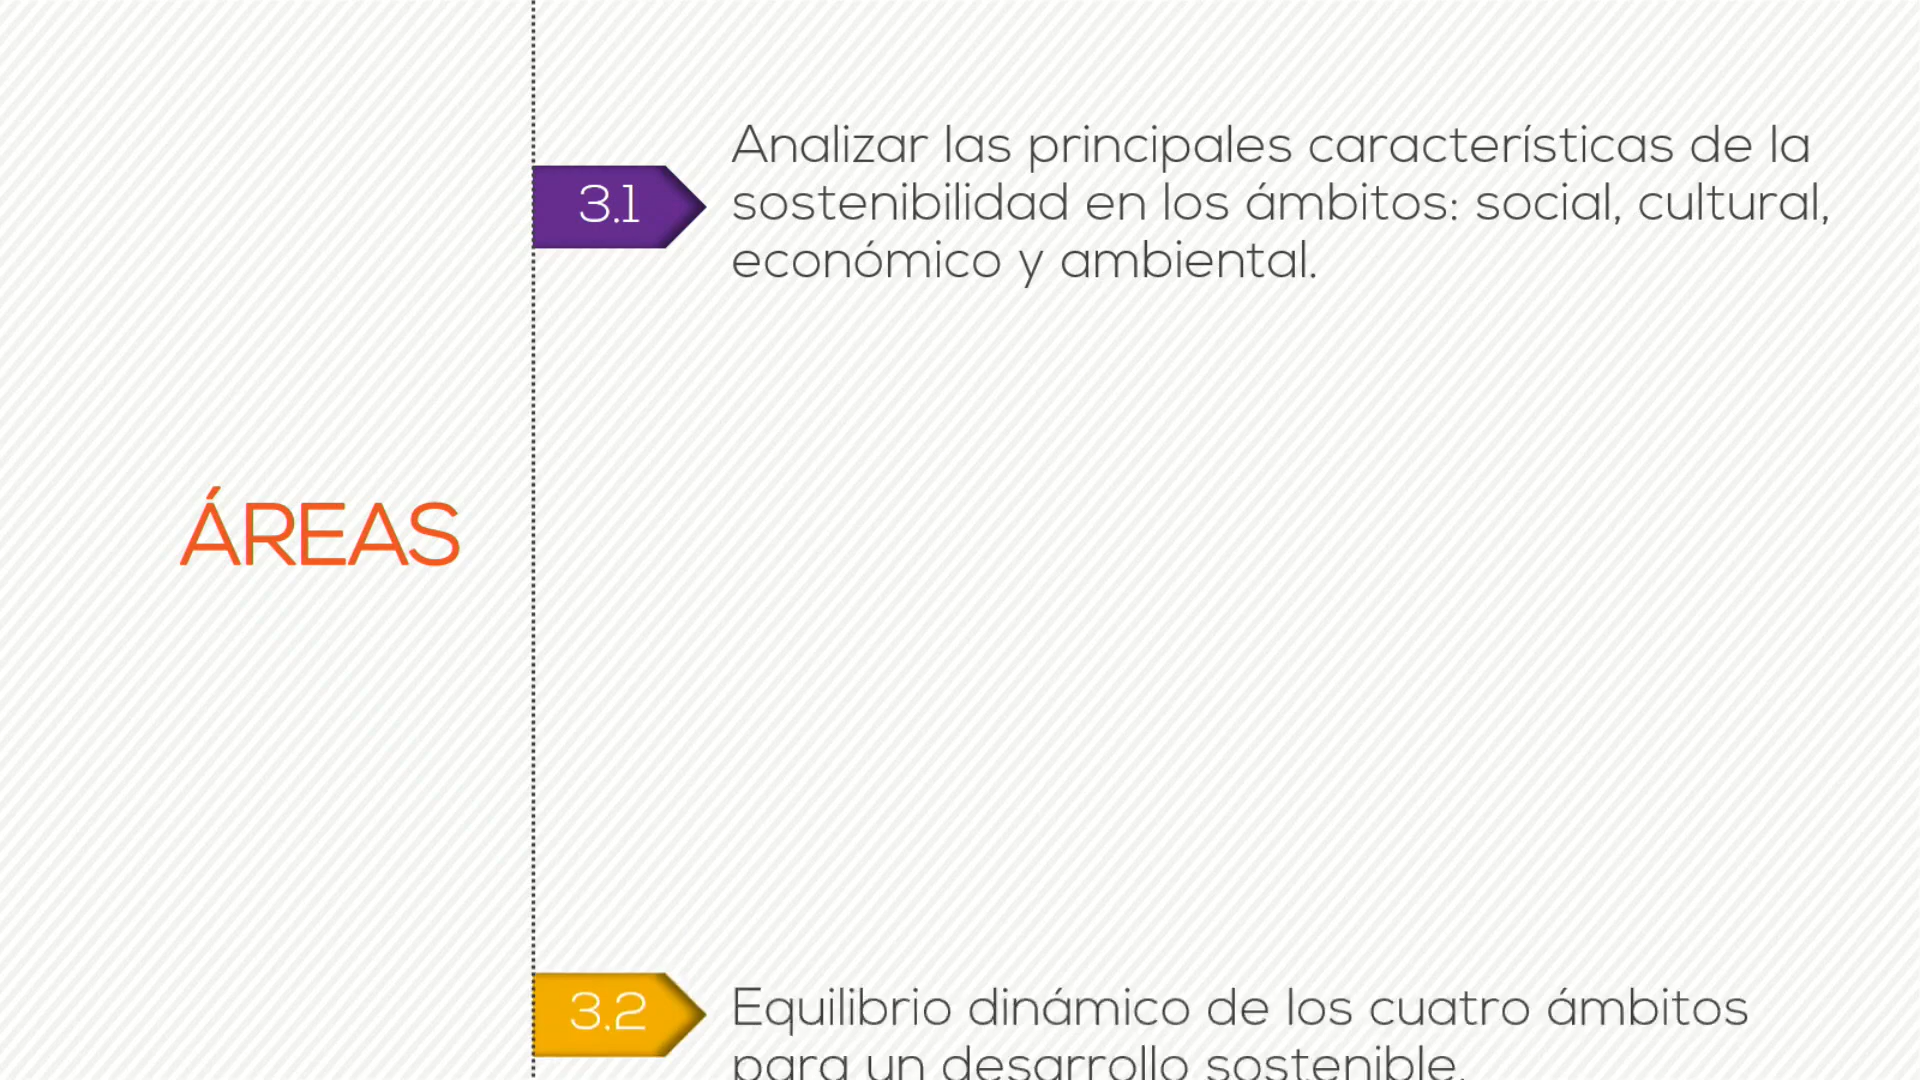 Analizar las principales características de la
3.1
sostenibilidad en los ámbitos: social, cultural,
económico y ambiental.
ÁREAS
3.2
Equilibrio dinámico de los cuatro ámbitos
para un desarrollo sostenible.